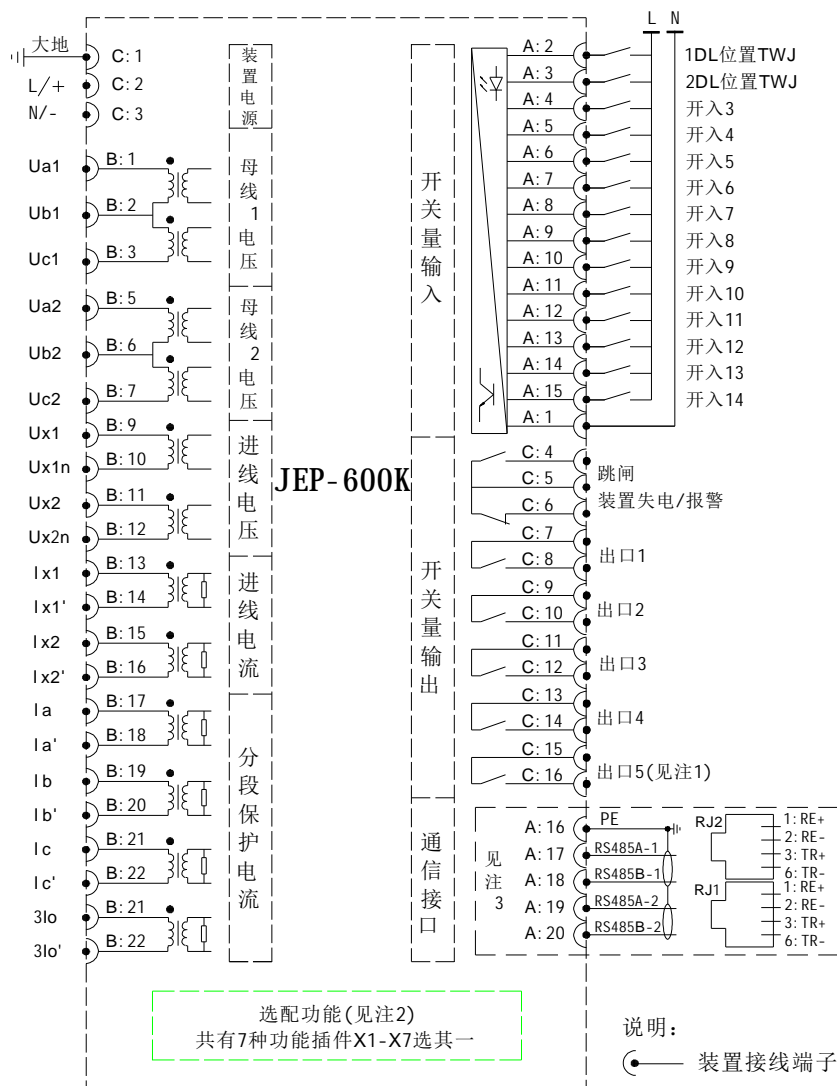 L N
大地 C: 1
L/+ C: 2
N/- C: 3
装置电源
Ua1 B: 1
Ub1 B: 2
Uc1 B: 3
母线1电压
Ua2 B: 5
Ub2 B: 6
Uc2 B: 7
母线2电压
Ux1 B: 9
Ux1n B: 10
Ux2 B: 11
Ux2n B: 12
进线电压
Ix1 B: 13
Ix1' B: 14
Ix2 B: 15
Ix2' B: 16
进线电流
Ia B: 17
Ia' B: 18
Ib B: 19
Ib' B: 20
Ic B: 21
Ic' B: 22
3Io B: 21
3Io' B: 22
分段保护电流
JEP-600K
开关量输入
A: 2 1DL位置TWJ
A: 3 2DL位置TWJ
A: 4 开入3
A: 5 开入4
A: 6 开入5
A: 7 开入6
A: 8 开入7
A: 9 开入8
A: 10 开入9
A: 11 开入10
A: 12 开入11
A: 13 开入12
A: 14 开入13
A: 15 开入14
A: 1
开关量输出
C: 4
跳闸
C: 5
装置失电/报警
C: 6
C: 7
出口1
C: 8
C: 9
出口2
C: 10
C: 11
出口3
C: 12
C: 13
出口4
C: 14
C: 15
出口5(见注1)
C: 16
通信接口
见注3
A: 16 PE
A: 17 RS485A-1
A: 18 RS485B-1
A: 19 RS485A-2
A: 20 RS485B-2
RJ2
1: RE+
2: RE-
3: TR+
6: TR-
RJ1
1: RE+
2: RE-
3: TR+
6: TR-
选配功能(见注2)
共有7种功能插件X1-X7选其一
说明:
装置接线端子